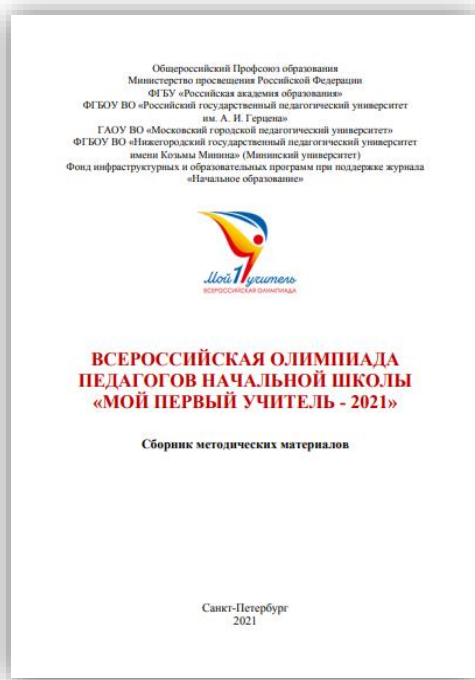 Общероссийский Профсоюз образования
Министерство просвещения Российской Федерации
ФГБУ «Российская академия образования»
ФГБОУ ВО «Российский государственный педагогический университет
им. А. И. Герцена»
ГАОУ ВО «Московский городской педагогический университет»
ФГБОУ ВО «Нижегородский государственный педагогический университет
имени Козьмы Минина» (Мининский университет)
Фонд инфраструктурных и образовательных программ при поддержке журнала
«Начальное образование»
Мой 1 учитель
ВСЕРОССИЙСКАЯ ОЛИМПИАДА
ВСЕРОССИЙСКАЯ ОЛИМПИАДА
ПЕДАГОГОВ НАЧАЛЬНОЙ ШКОЛЫ
«МОЙ ПЕРВЫЙ УЧИТЕЛЬ - 2021»
Сборник методических материалов
Санкт-Петербург
2021